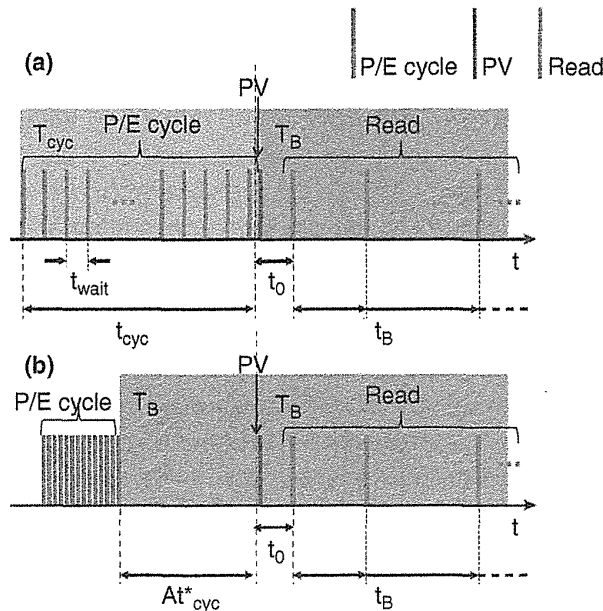 P/E cycle PV Read
(a)
PV
T_cyc P/E cycle T_B Read
...
t
t_wait t_0
t_cyc t_B
(b)
PV
P/E cycle T_B T_B Read
...
t
t_0
At*_cyc t_B